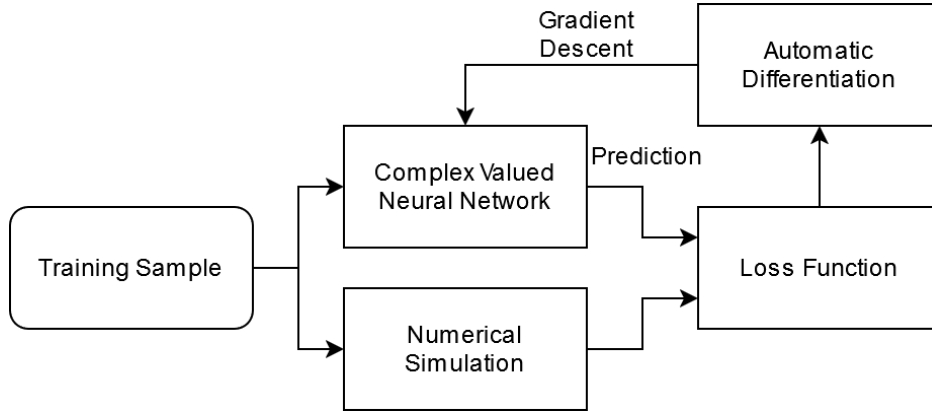 Gradient
Descent
Automatic
Differentiation
Complex Valued
Neural Network
Prediction
Training Sample
Loss Function
Numerical
Simulation